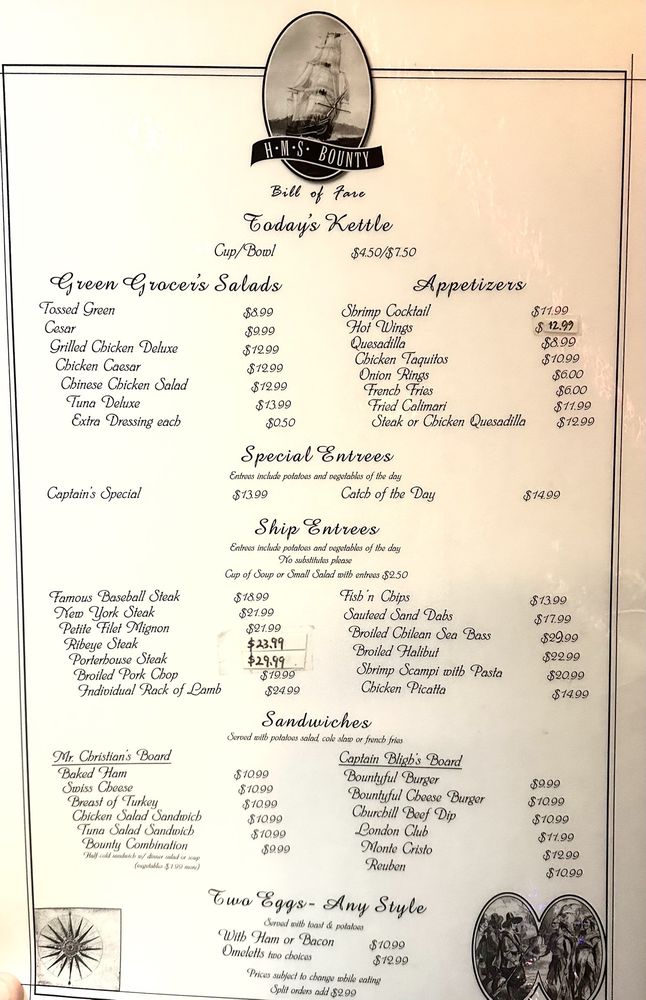 H·M·S· BOUNTY
Bill of Fare
Today's Kettle
Cup/Bowl $4.50/$7.50
Green Grocer's Salads
Tossed Green $8.99
Cesar $9.99
Grilled Chicken Deluxe $12.99
Chicken Caesar $12.99
Chinese Chicken Salad $12.99
Tuna Deluxe $13.99
Extra Dressing each $0.50
Appetizers
Shrimp Cocktail $11.99
Hot Wings $ 12.99
Quesadilla $8.99
Chicken Taquitos $10.99
Onion Rings $6.00
French Fries $6.00
Fried Calimari $11.99
Steak or Chicken Quesadilla $12.99
Special Entrees
Entrees include potatoes and vegetables of the day
Captain's Special $13.99
Catch of the Day $14.99
Ship Entrees
Entrees include potatoes and vegetables of the day
No substitutes please
Cup of Soup or Small Salad with entrees $2.50
Famous Baseball Steak $18.99
New York Steak $21.99
Petite Filet Mignon $21.99
Ribeye Steak $23.99
Porterhouse Steak $29.99
Broiled Pork Chop $19.99
Individual Rack of Lamb $24.99
Fish'n Chips $13.99
Sauteed Sand Dabs $17.99
Broiled Chilean Sea Bass $29.99
Broiled Halibut $22.99
Shrimp Scampi with Pasta $20.99
Chicken Picatta $14.99
Sandwiches
Served with potatoes salad, cole slaw or french fries
Mr. Christian's Board
Baked Ham $10.99
Swiss Cheese $10.99
Breast of Turkey $10.99
Chicken Salad Sandwich $10.99
Tuna Salad Sandwich $10.99
Bounty Combination $9.99
Half cold sandwich w/ dinner salad or soup
(vegetables $1.99 more)
Captain Bligh's Board
Bountyful Burger $9.99
Bountyful Cheese Burger $10.99
Churchill Beef Dip $10.99
London Club $11.99
Monte Cristo $12.99
Reuben $10.99
Two Eggs - Any Style
Served with toast & potatoes
With Ham or Bacon $10.99
Omeletts two choices $12.99
Prices subject to change while eating
Split orders add $2.99